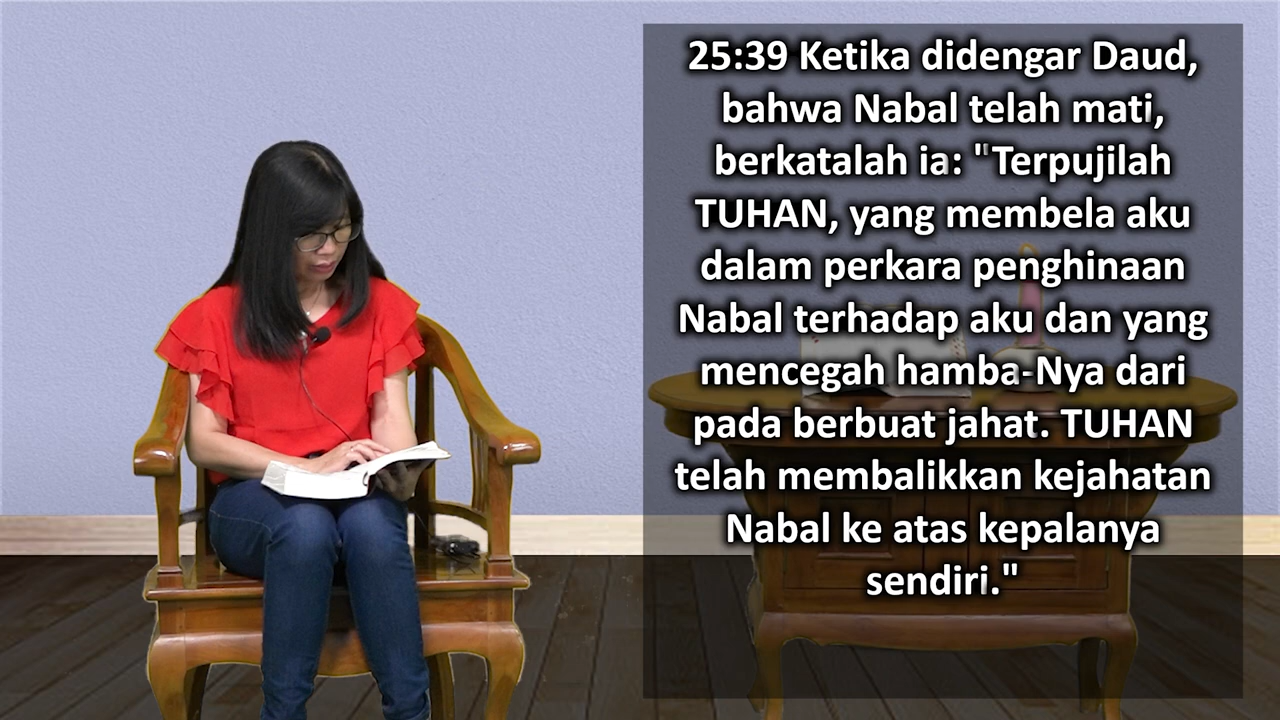 25:39 Ketika didengar Daud,
bahwa Nabal telah mati,
berkatalah ia: "Terpujilah
TUHAN, yang membela aku
dalam perkara penghinaan
Nabal terhadap aku dan yang
mencegah hamba-Nya dari
pada berbuat jahat. TUHAN
telah membalikkan kejahatan
Nabal ke atas kepalanya
sendiri."